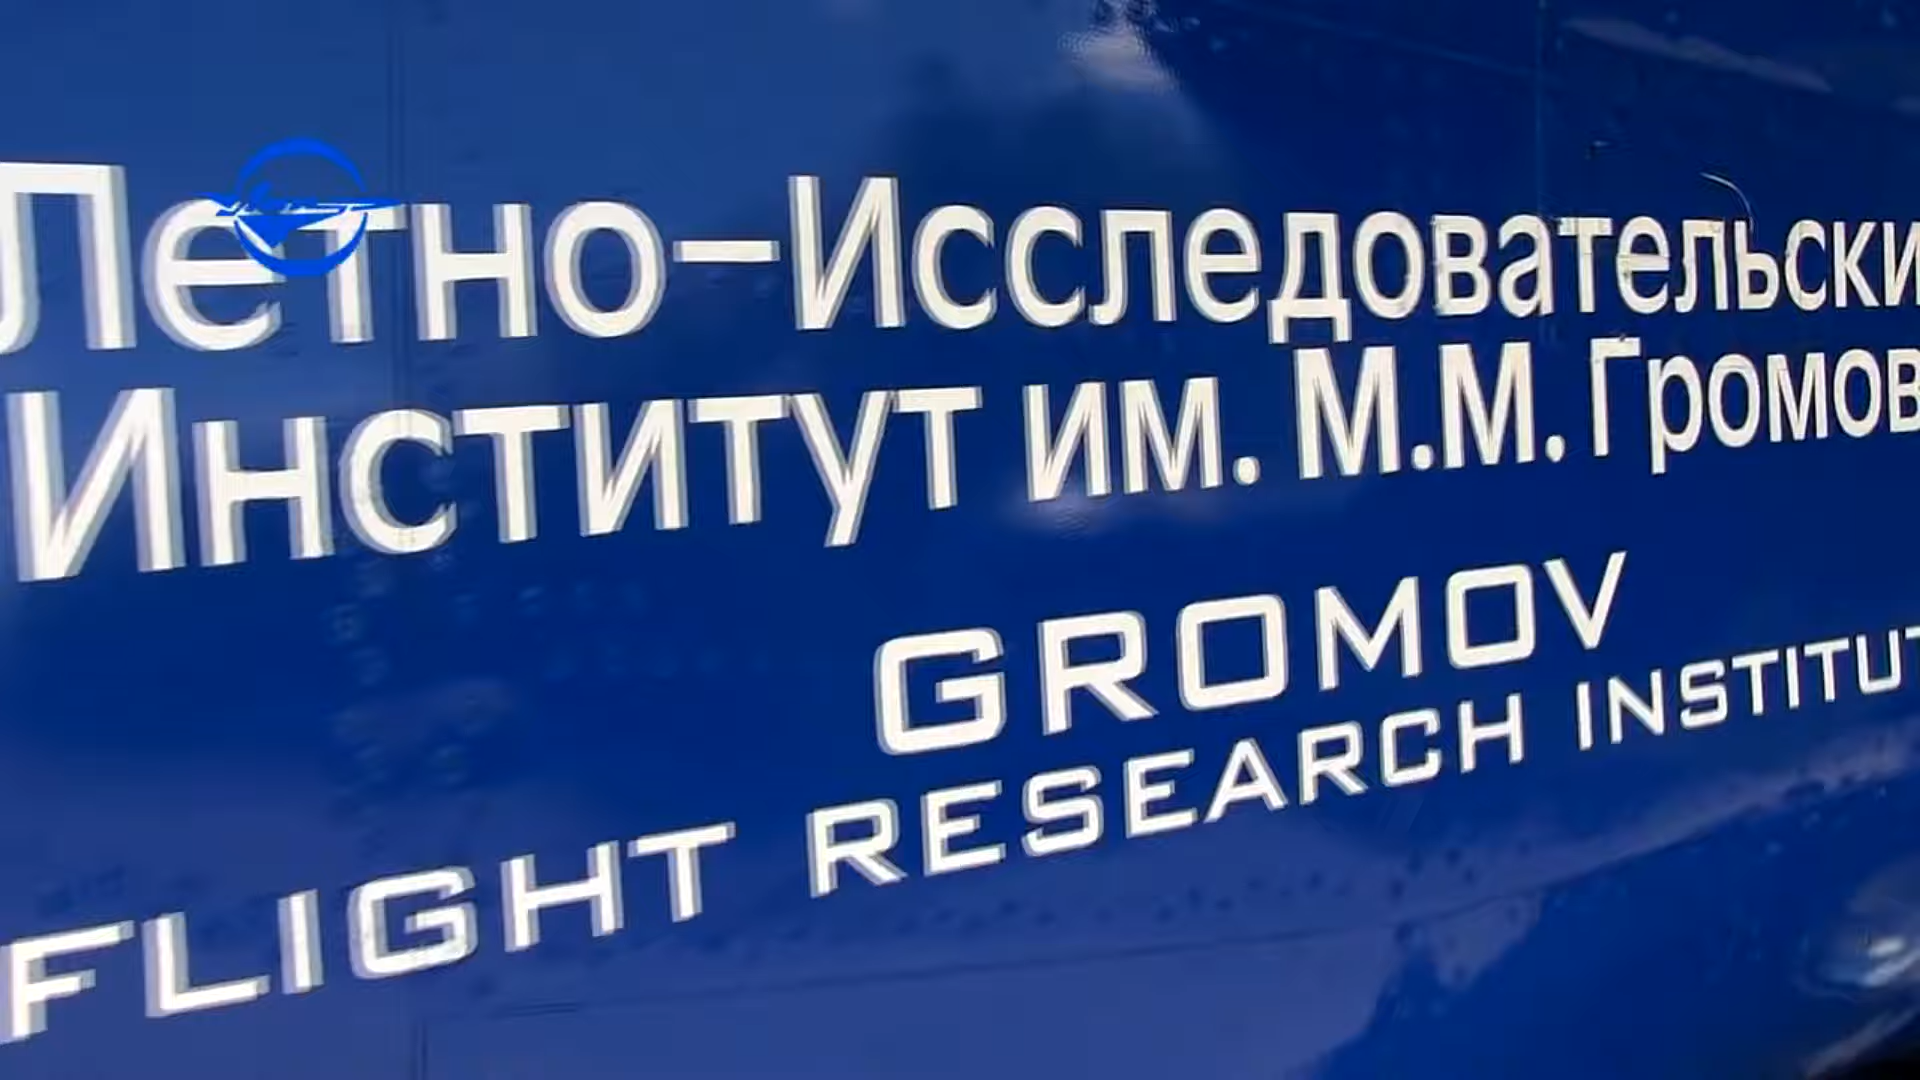 Летно-Исследовательски
Институт им. М.М. Громов
GROMOV
FLIGHT RESEARCH INSTITUT